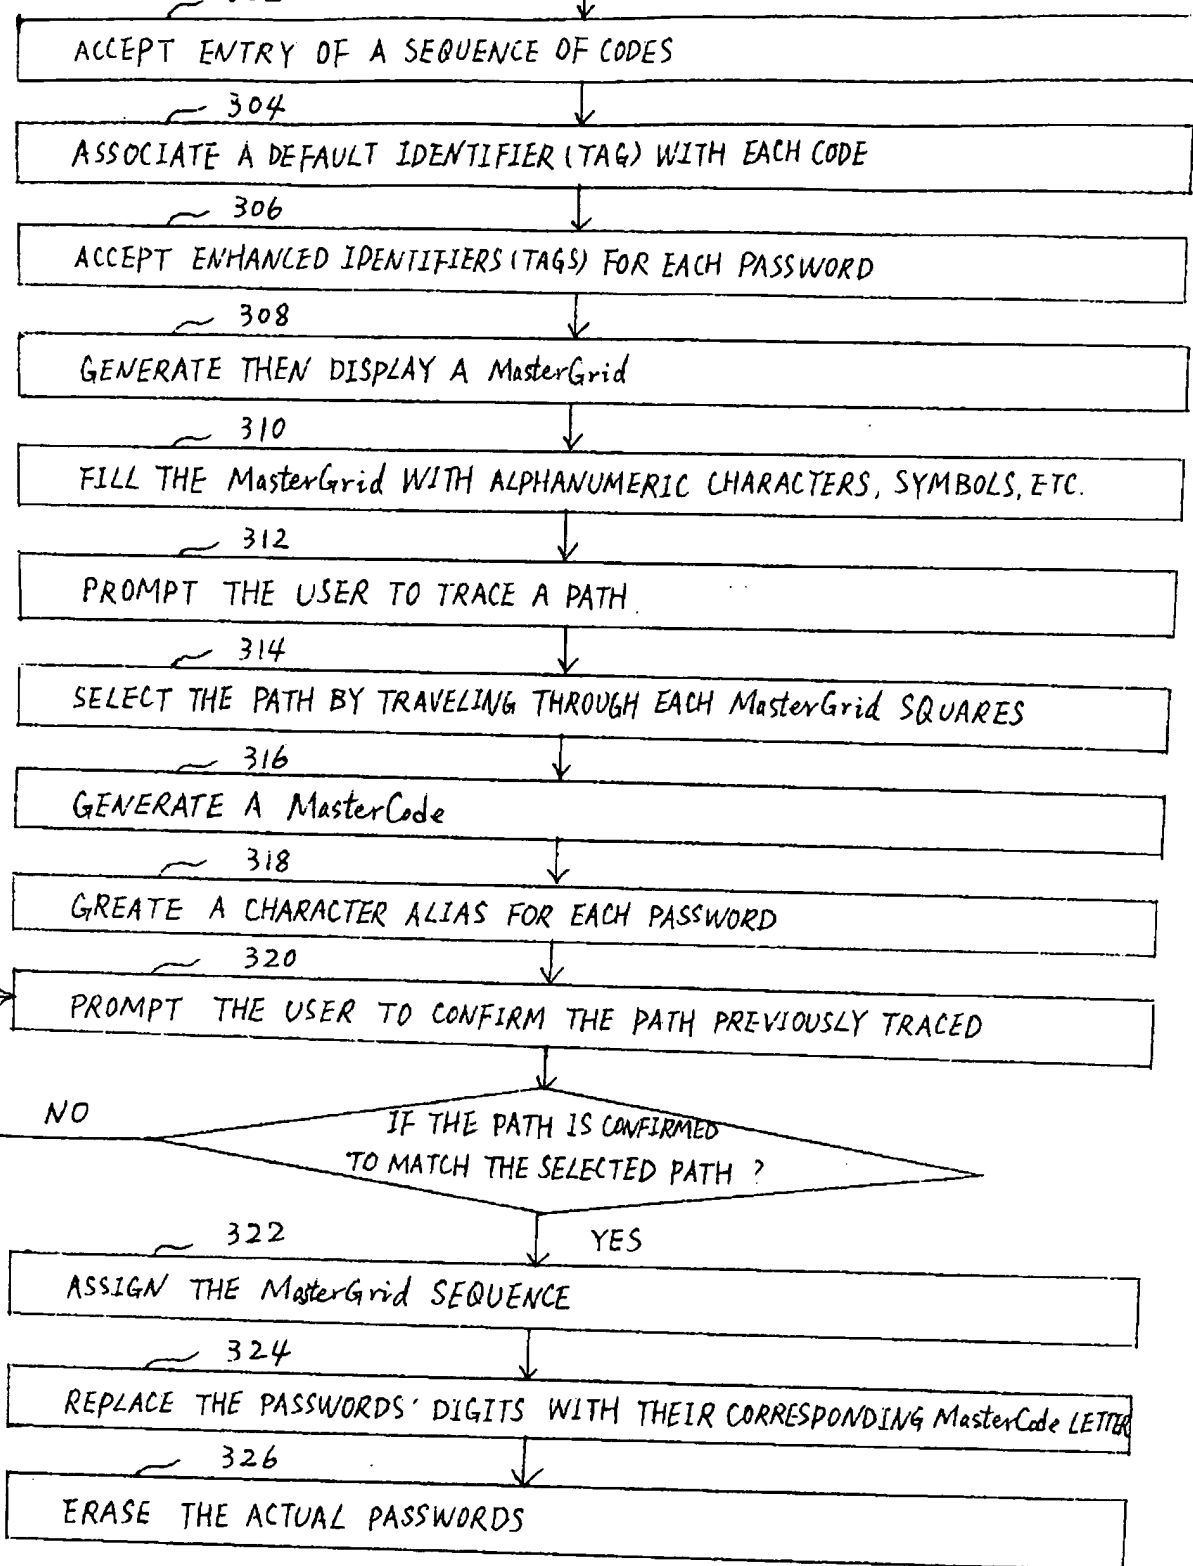 ACCEPT ENTRY OF A SEQUENCE OF CODES
304
ASSOCIATE A DEFAULT IDENTIFIER (TAG) WITH EACH CODE
306
ACCEPT ENHANCED IDENTIFIERS (TAGS) FOR EACH PASSWORD
308
GENERATE THEN DISPLAY A MasterGrid
310
FILL THE MasterGrid WITH ALPHANUMERIC CHARACTERS, SYMBOLS, ETC.
312
PROMPT THE USER TO TRACE A PATH
314
SELECT THE PATH BY TRAVELING THROUGH EACH MasterGrid SQUARES
316
GENERATE A MasterCode
318
GREATE A CHARACTER ALIAS FOR EACH PASSWORD
320
PROMPT THE USER TO CONFIRM THE PATH PREVIOUSLY TRACED
NO
IF THE PATH IS CONFIRMED
TO MATCH THE SELECTED PATH ?
YES
322
ASSIGN THE MasterGrid SEQUENCE
324
REPLACE THE PASSWORDS' DIGITS WITH THEIR CORRESPONDING MasterCode LETTER
326
ERASE THE ACTUAL PASSWORDS